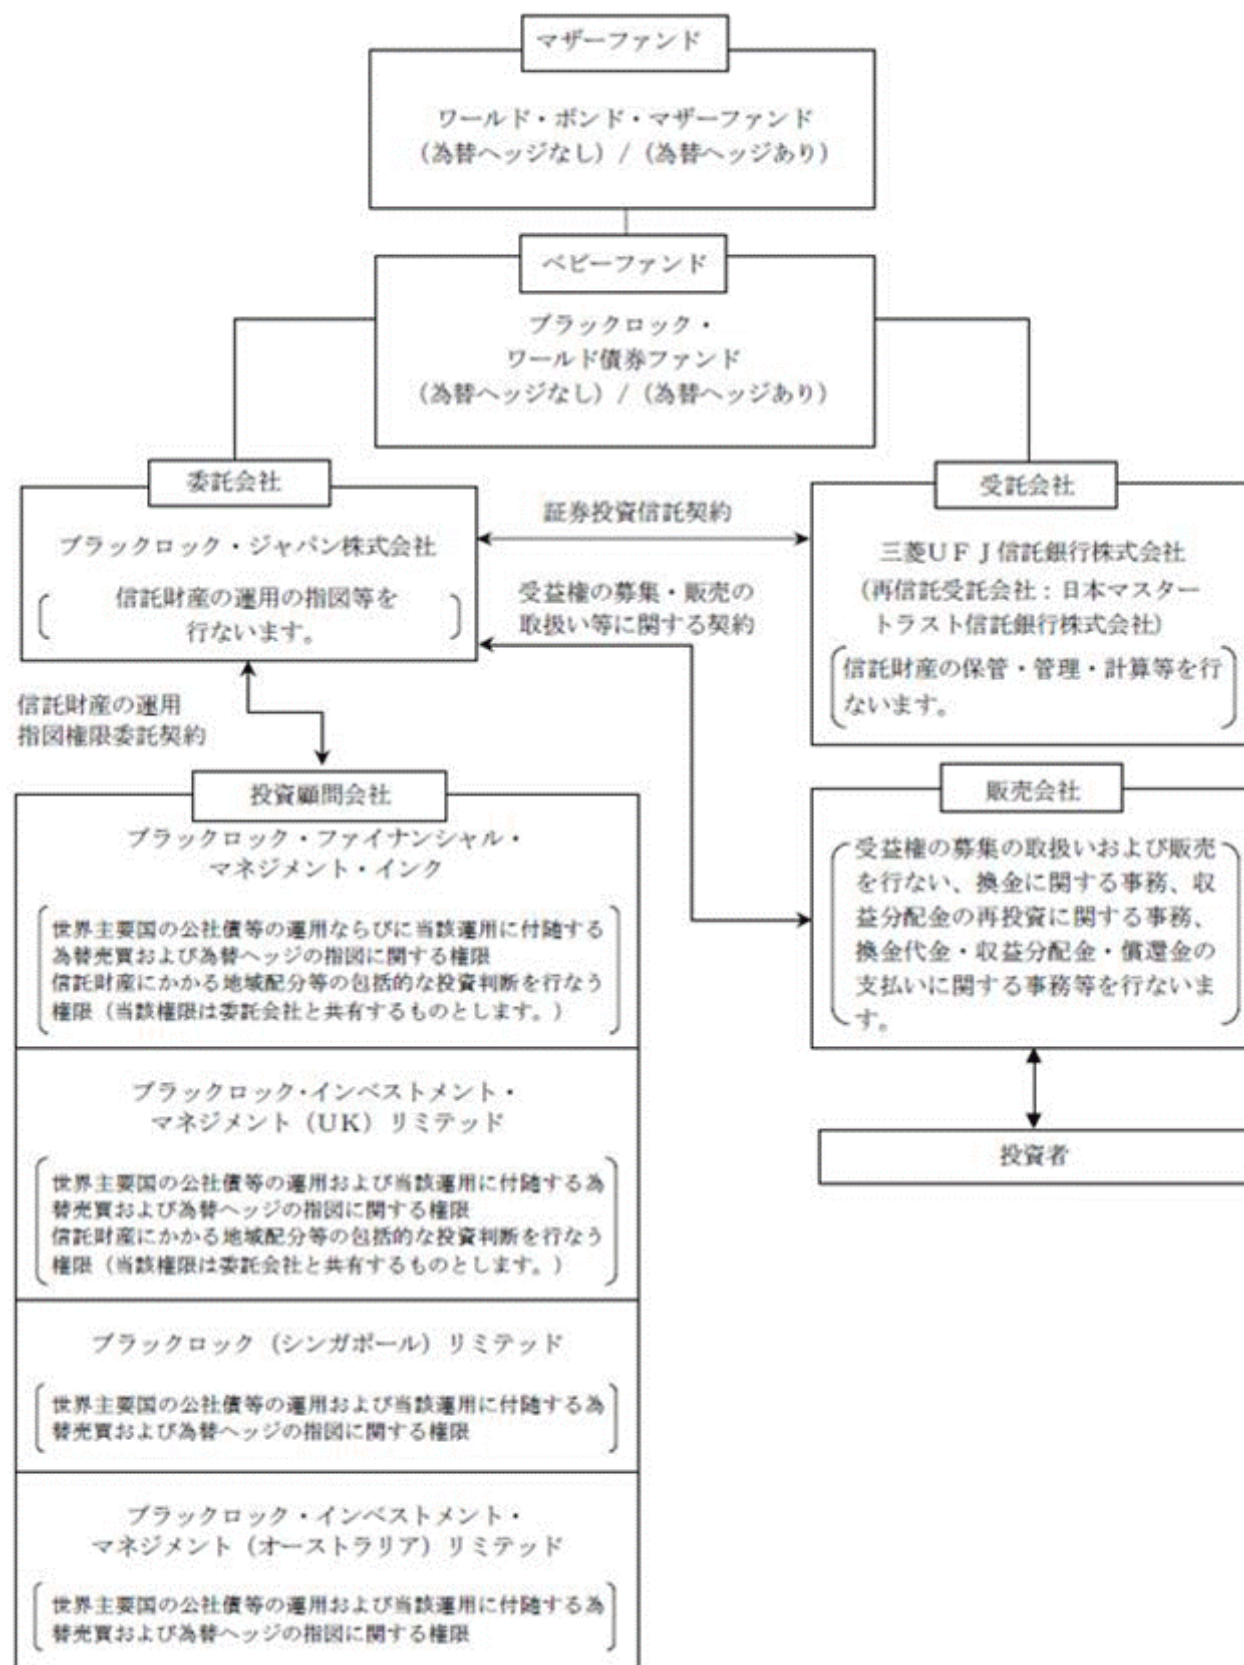 マザーファンド
ワールド・ボンド・マザーファンド
（為替ヘッジなし）/（為替ヘッジあり）
ベビーファンド
ブラックロック・
ワールド債券ファンド
（為替ヘッジなし）/（為替ヘッジあり）
委託会社
ブラックロック・ジャパン株式会社
信託財産の運用の指図等を
行ないます。
証券投資信託契約
受益権の募集・販売の
取扱い等に関する契約
受託会社
三菱ＵＦＪ信託銀行株式会社
（再信託受託会社：日本マスター
トラスト信託銀行株式会社）
信託財産の保管・管理・計算等を行
ないます。
信託財産の運用
指図権限委託契約
投資顧問会社
ブラックロック・ファイナンシャル・
マネジメント・インク
世界主要国の公社債等の運用ならびに当該運用に付随する
為替売買および為替ヘッジの指図に関する権限
信託財産にかかる地域配分等の包括的な投資判断を行なう
権限（当該権限は委託会社と共有するものとします。）
ブラックロック・インベストメント・
マネジメント（ＵＫ）リミテッド
世界主要国の公社債等の運用および当該運用に付随する為
替売買および為替ヘッジの指図に関する権限
信託財産にかかる地域配分等の包括的な投資判断を行なう
権限（当該権限は委託会社と共有するものとします。）
ブラックロック（シンガポール）リミテッド
世界主要国の公社債等の運用および当該運用に付随する為
替売買および為替ヘッジの指図に関する権限
ブラックロック・インベストメント・
マネジメント（オーストラリア）リミテッド
世界主要国の公社債等の運用および当該運用に付随する為
替売買および為替ヘッジの指図に関する権限
販売会社
受益権の募集の取扱いおよび販売
を行ない、換金に関する事務、収
益分配金の再投資に関する事務、
換金代金・収益分配金・償還金の
支払いに関する事務等を行ないま
す。
投資者